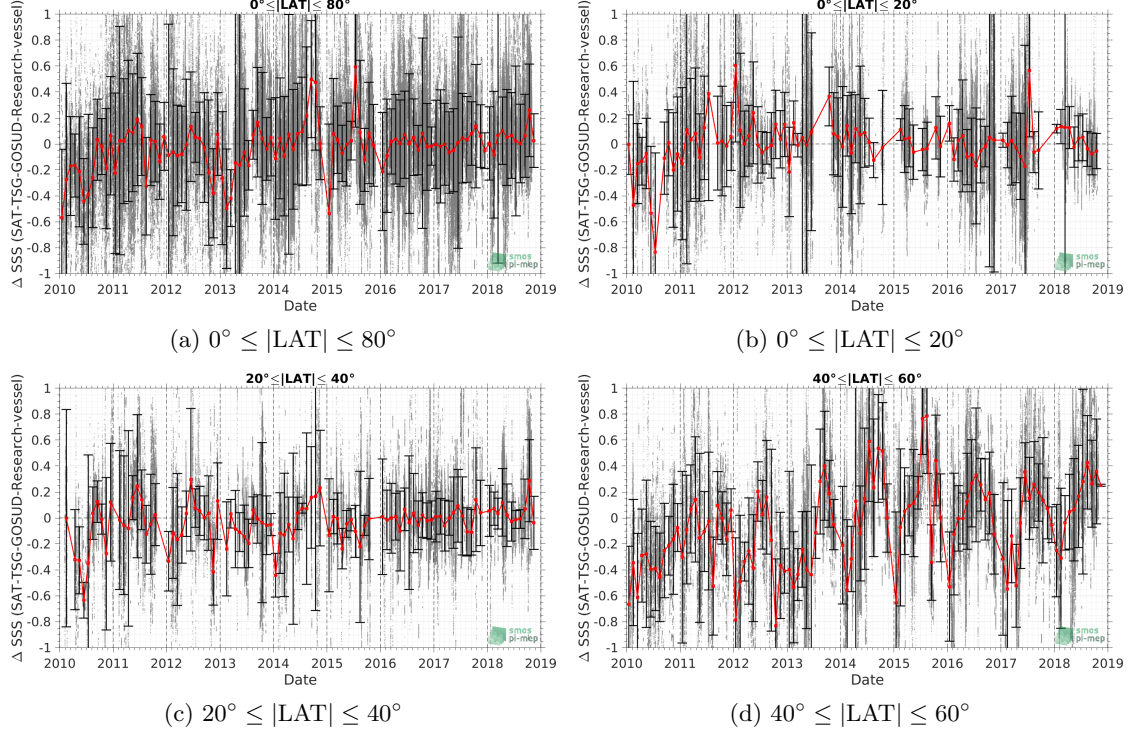 0°≤|LAT|≤ 80°
Δ SSS (SAT-TSG-GOSUD-Research-vessel)
1
0.8
0.6
0.4
0.2
0
-0.2
-0.4
-0.6
-0.8
-1
smos
pi-mep
2010 2011 2012 2013 2014 2015 2016 2017 2018 2019
Date
(a) 0° ≤ |LAT| ≤ 80°
0°≤|LAT|≤ 20°
Δ SSS (SAT-TSG-GOSUD-Research-vessel)
1
0.8
0.6
0.4
0.2
0
-0.2
-0.4
-0.6
-0.8
-1
smos
pi-mep
2010 2011 2012 2013 2014 2015 2016 2017 2018 2019
Date
(b) 0° ≤ |LAT| ≤ 20°
20°≤|LAT|≤ 40°
Δ SSS (SAT-TSG-GOSUD-Research-vessel)
1
0.8
0.6
0.4
0.2
0
-0.2
-0.4
-0.6
-0.8
-1
smos
pi-mep
2010 2011 2012 2013 2014 2015 2016 2017 2018 2019
Date
(c) 20° ≤ |LAT| ≤ 40°
40°≤|LAT|≤ 60°
Δ SSS (SAT-TSG-GOSUD-Research-vessel)
1
0.8
0.6
0.4
0.2
0
-0.2
-0.4
-0.6
-0.8
-1
smos
pi-mep
2010 2011 2012 2013 2014 2015 2016 2017 2018 2019
Date
(d) 40° ≤ |LAT| ≤ 60°